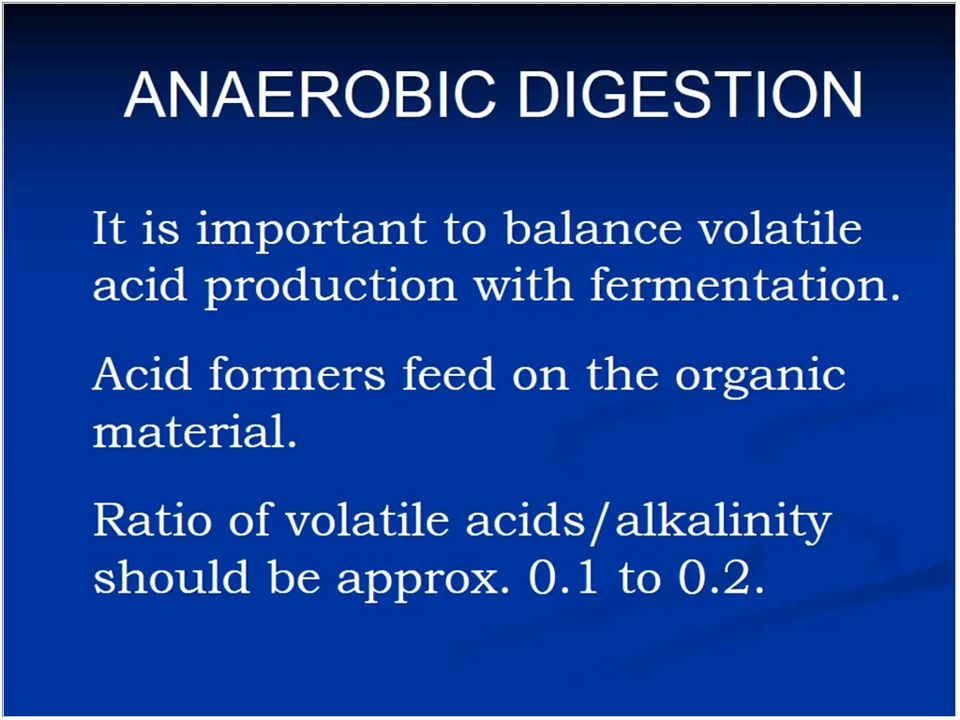 ANAEROBIC DIGESTION
It is important to balance volatile
acid production with fermentation.
Acid formers feed on the organic
material.
Ratio of volatile acids/alkalinity
should be approx. 0.1 to 0.2.